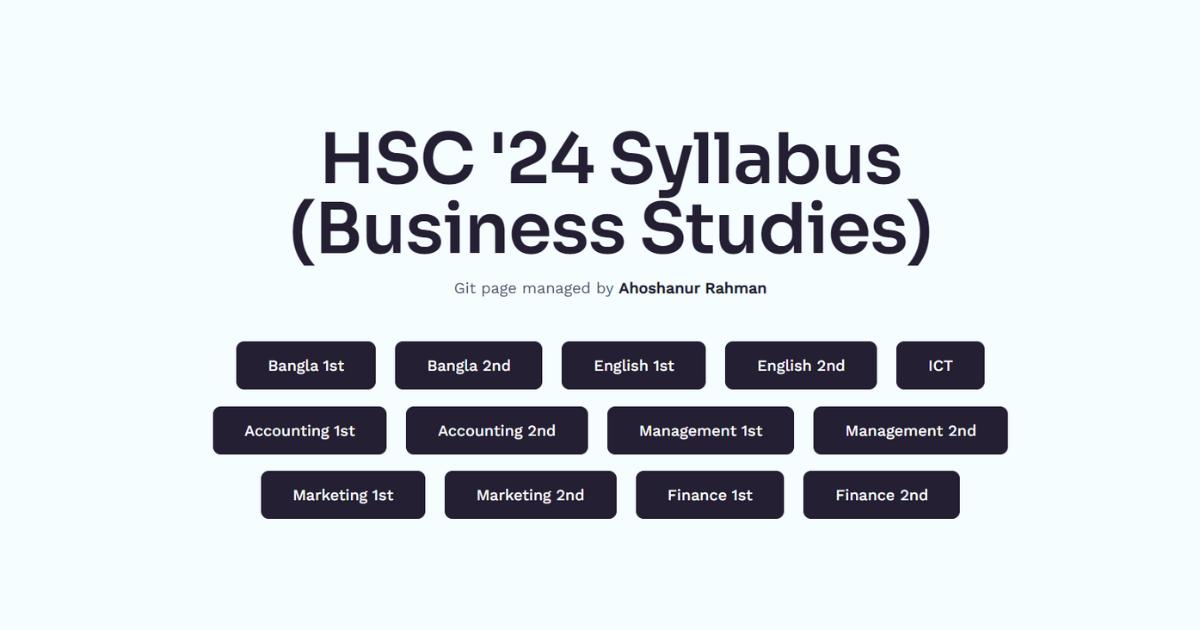 HSC '24 Syllabus
(Business Studies)
Git page managed by Ahoshanur Rahman
Bangla 1st
Bangla 2nd
English 1st
English 2nd
ICT
Accounting 1st
Accounting 2nd
Management 1st
Management 2nd
Marketing 1st
Marketing 2nd
Finance 1st
Finance 2nd